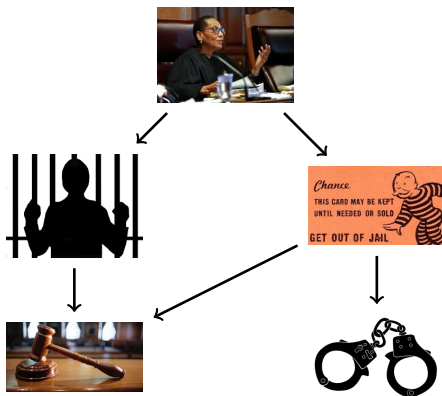 Chance
THIS CARD MAY BE KEPT
UNTIL NEEDED OR SOLD
GET OUT OF JAIL